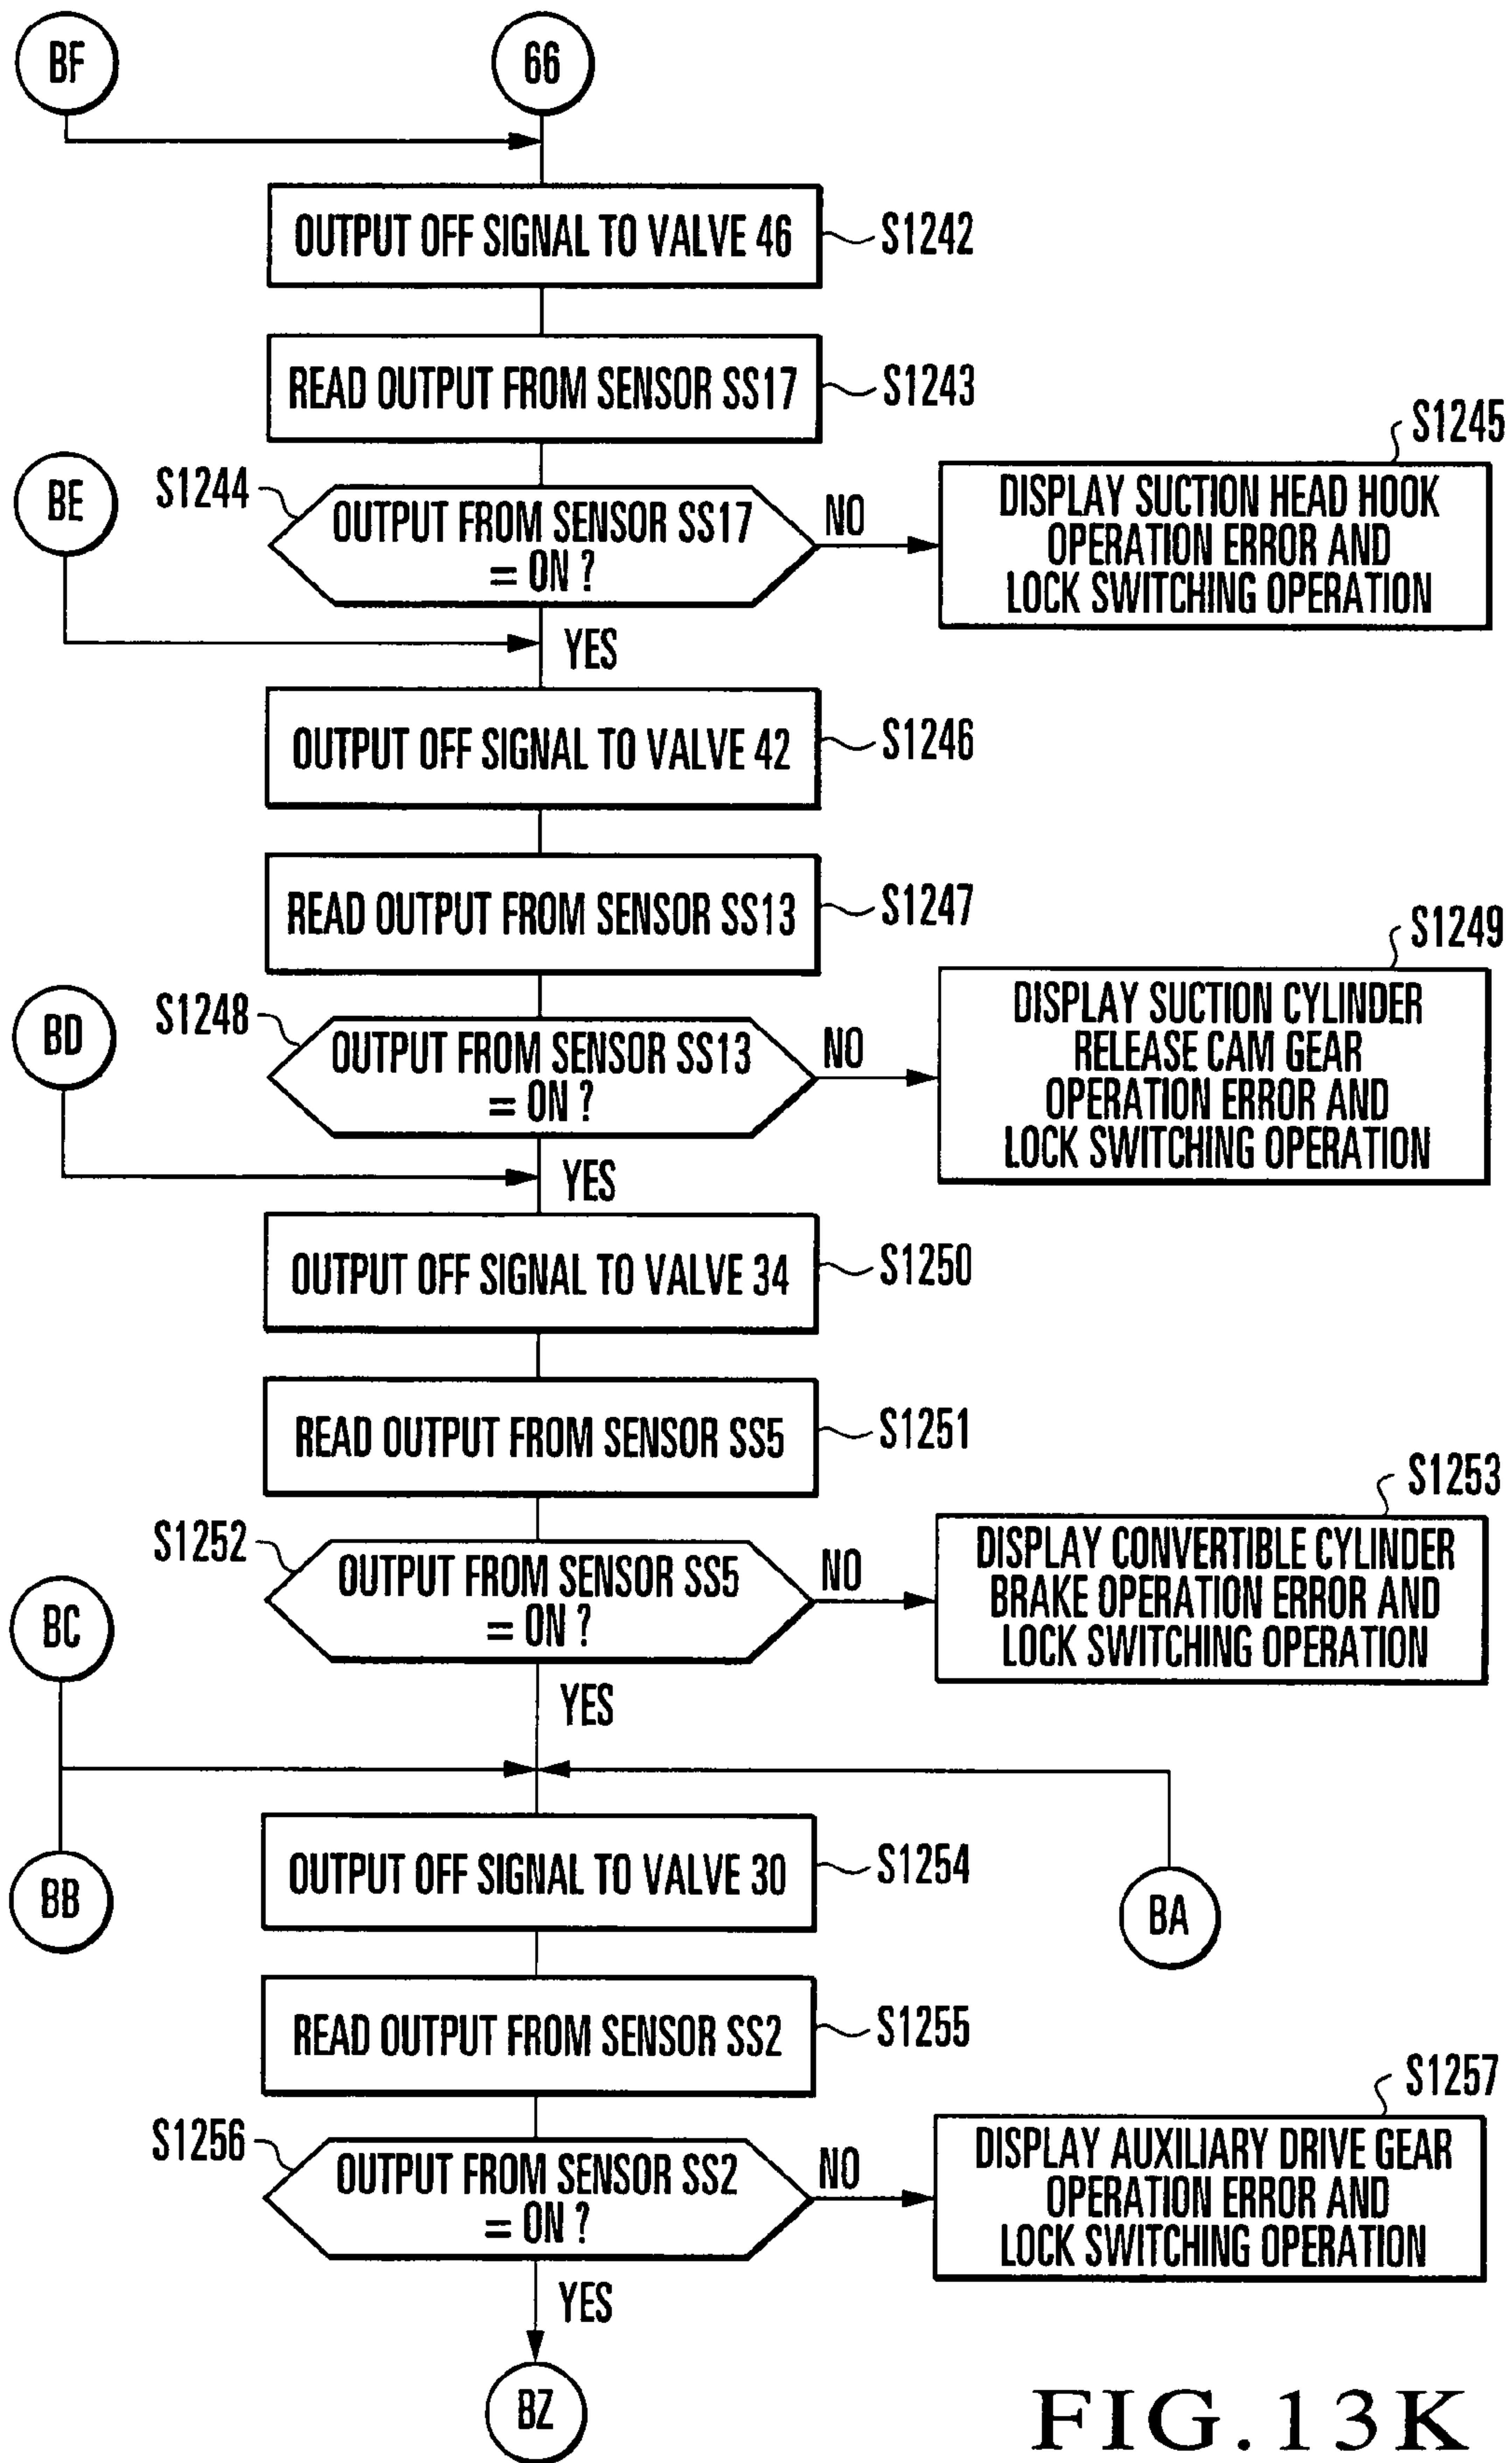 BF
66
OUTPUT OFF SIGNAL TO VALVE 46
S1242
READ OUTPUT FROM SENSOR SS17
S1243
BE
S1244
OUTPUT FROM SENSOR SS17
= ON ?
NO
S1245
DISPLAY SUCTION HEAD HOOK
OPERATION ERROR AND
LOCK SWITCHING OPERATION
YES
OUTPUT OFF SIGNAL TO VALVE 42
S1246
READ OUTPUT FROM SENSOR SS13
S1247
BD
S1248
OUTPUT FROM SENSOR SS13
= ON ?
NO
S1249
DISPLAY SUCTION CYLINDER
RELEASE CAM GEAR
OPERATION ERROR AND
LOCK SWITCHING OPERATION
YES
OUTPUT OFF SIGNAL TO VALVE 34
S1250
READ OUTPUT FROM SENSOR SS5
S1251
S1252
OUTPUT FROM SENSOR SS5
= ON ?
NO
S1253
DISPLAY CONVERTIBLE CYLINDER
BRAKE OPERATION ERROR AND
LOCK SWITCHING OPERATION
BC
YES
OUTPUT OFF SIGNAL TO VALVE 30
S1254
BB
BA
READ OUTPUT FROM SENSOR SS2
S1255
S1256
OUTPUT FROM SENSOR SS2
= ON ?
NO
S1257
DISPLAY AUXILIARY DRIVE GEAR
OPERATION ERROR AND
LOCK SWITCHING OPERATION
YES
BZ
FIG.13K